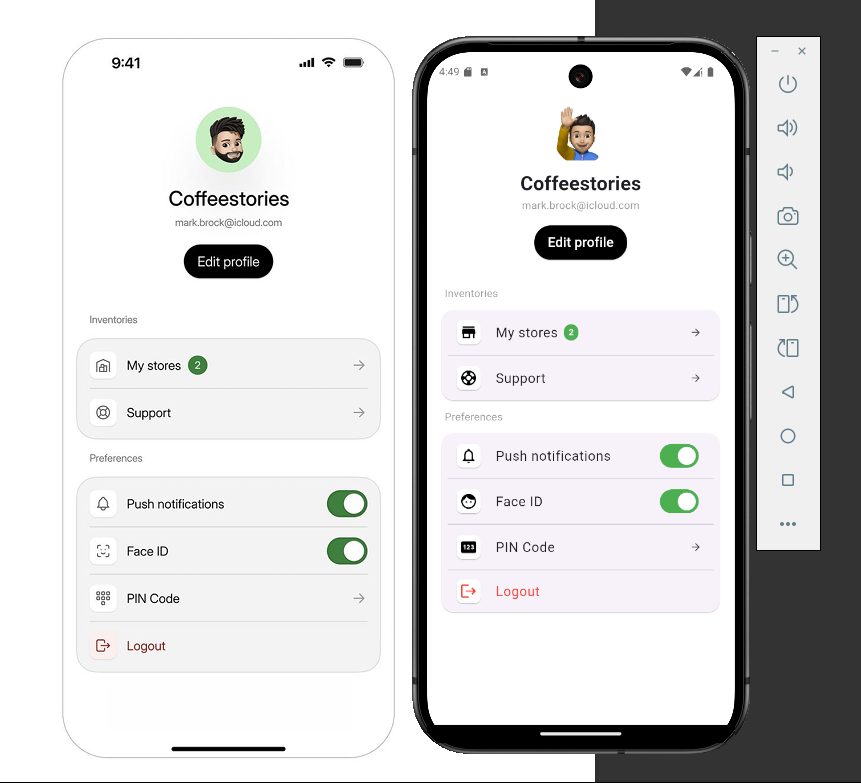 9:41
Coffeestories
mark.brock@icloud.com
Edit profile
Inventories
My stores 2
Support
Preferences
Push notifications
Face ID
PIN Code
Logout
4:49
A
Coffeestories
mark.brock@icloud.com
Edit profile
Inventories
My stores 2
Support
Preferences
Push notifications
Face ID
123 PIN Code
Logout